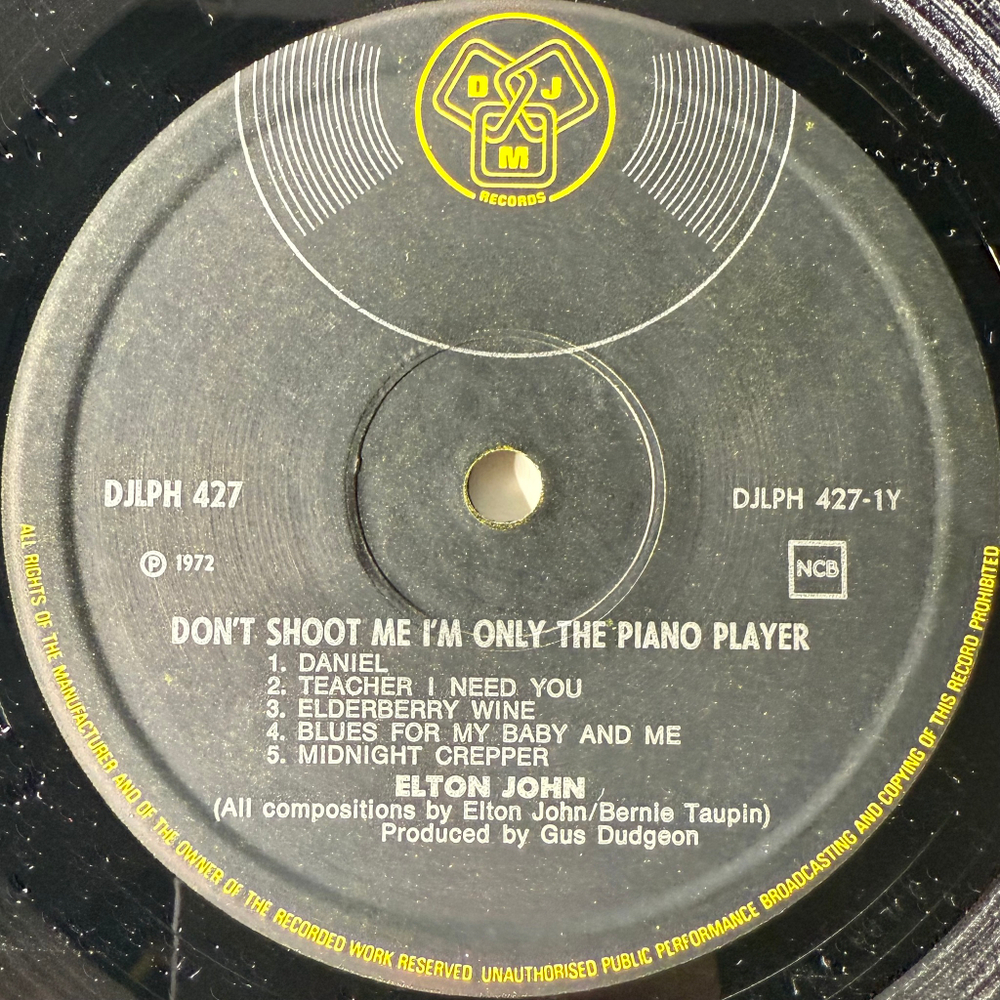 D J
M
RECORDS
DJLPH 427
DJLPH 427-1Y
Ⓟ 1972
NCB
DON'T SHOOT ME I'M ONLY THE PIANO PLAYER
1. DANIEL
2. TEACHER I NEED YOU
3. ELDERBERRY WINE
4. BLUES FOR MY BABY AND ME
5. MIDNIGHT CREPPER
ELTON JOHN
(All compositions by Elton John/Bernie Taupin)
Produced by Gus Dudgeon
ALL RIGHTS OF THE MANUFACTURER AND OF THE OWNER OF THE RECORDED WORK RESERVED UNAUTHORISED PUBLIC PERFORMANCE BROADCASTING AND COPYING OF THIS RECORD PROHIBITED